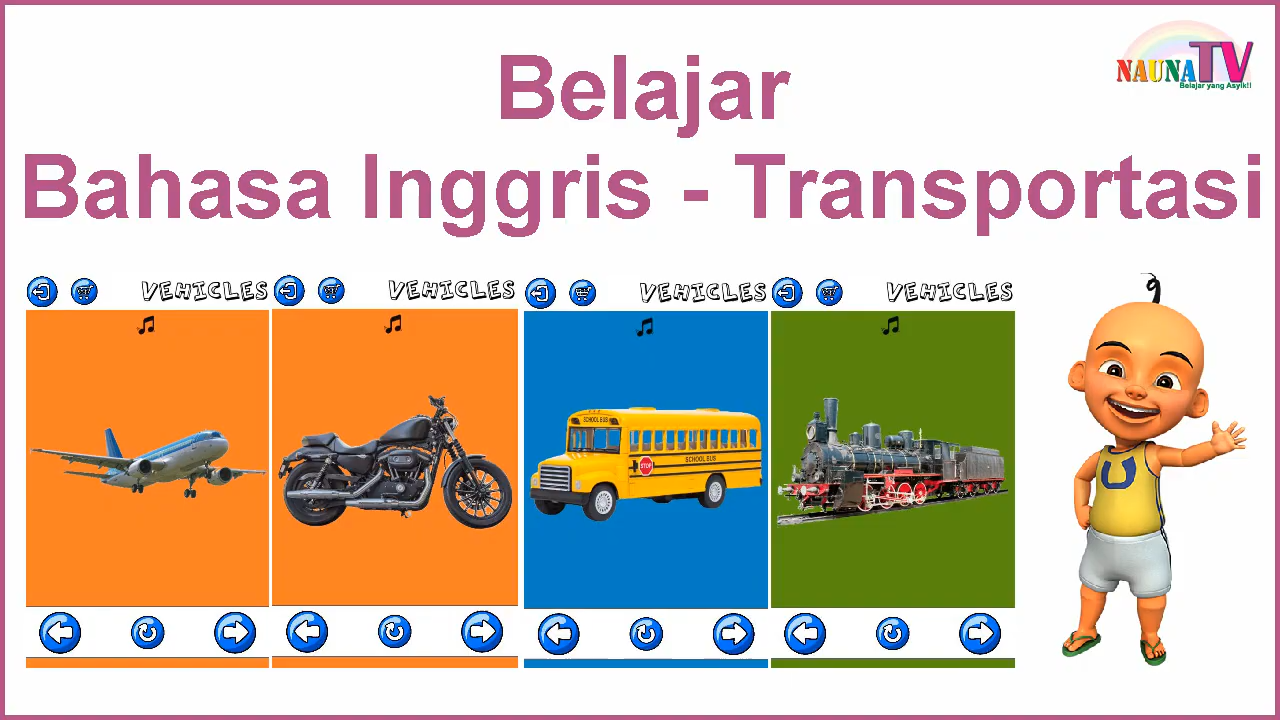 Belajar
Bahasa Inggris - Transportasi
NAUNATV
Belajar yang Asyik!!
VEHICLES
VEHICLES
VEHICLES
VEHICLES
SCHOOL BUS
STOP
SCHOOL BUS
U